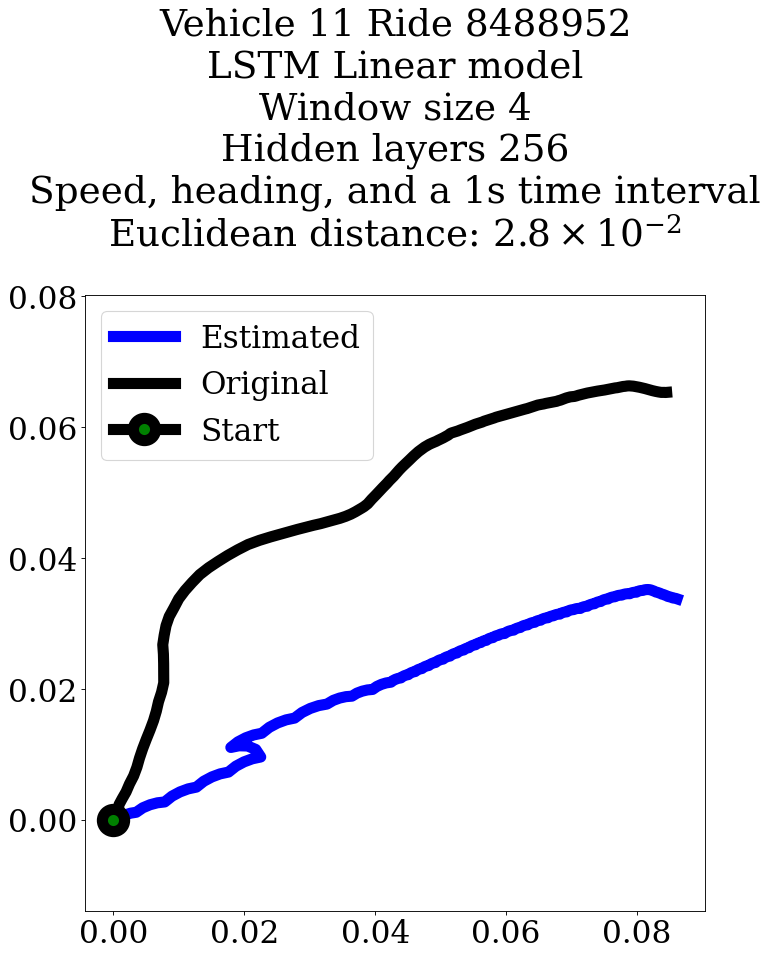 Vehicle 11 Ride 8488952
LSTM Linear model
Window size 4
Hidden layers 256
Speed, heading, and a 1s time interval
Euclidean distance: 2.8 × 10⁻²
0.08
Estimated
Original
Start
0.06
0.04
0.02
0.00
0.00 0.02 0.04 0.06 0.08